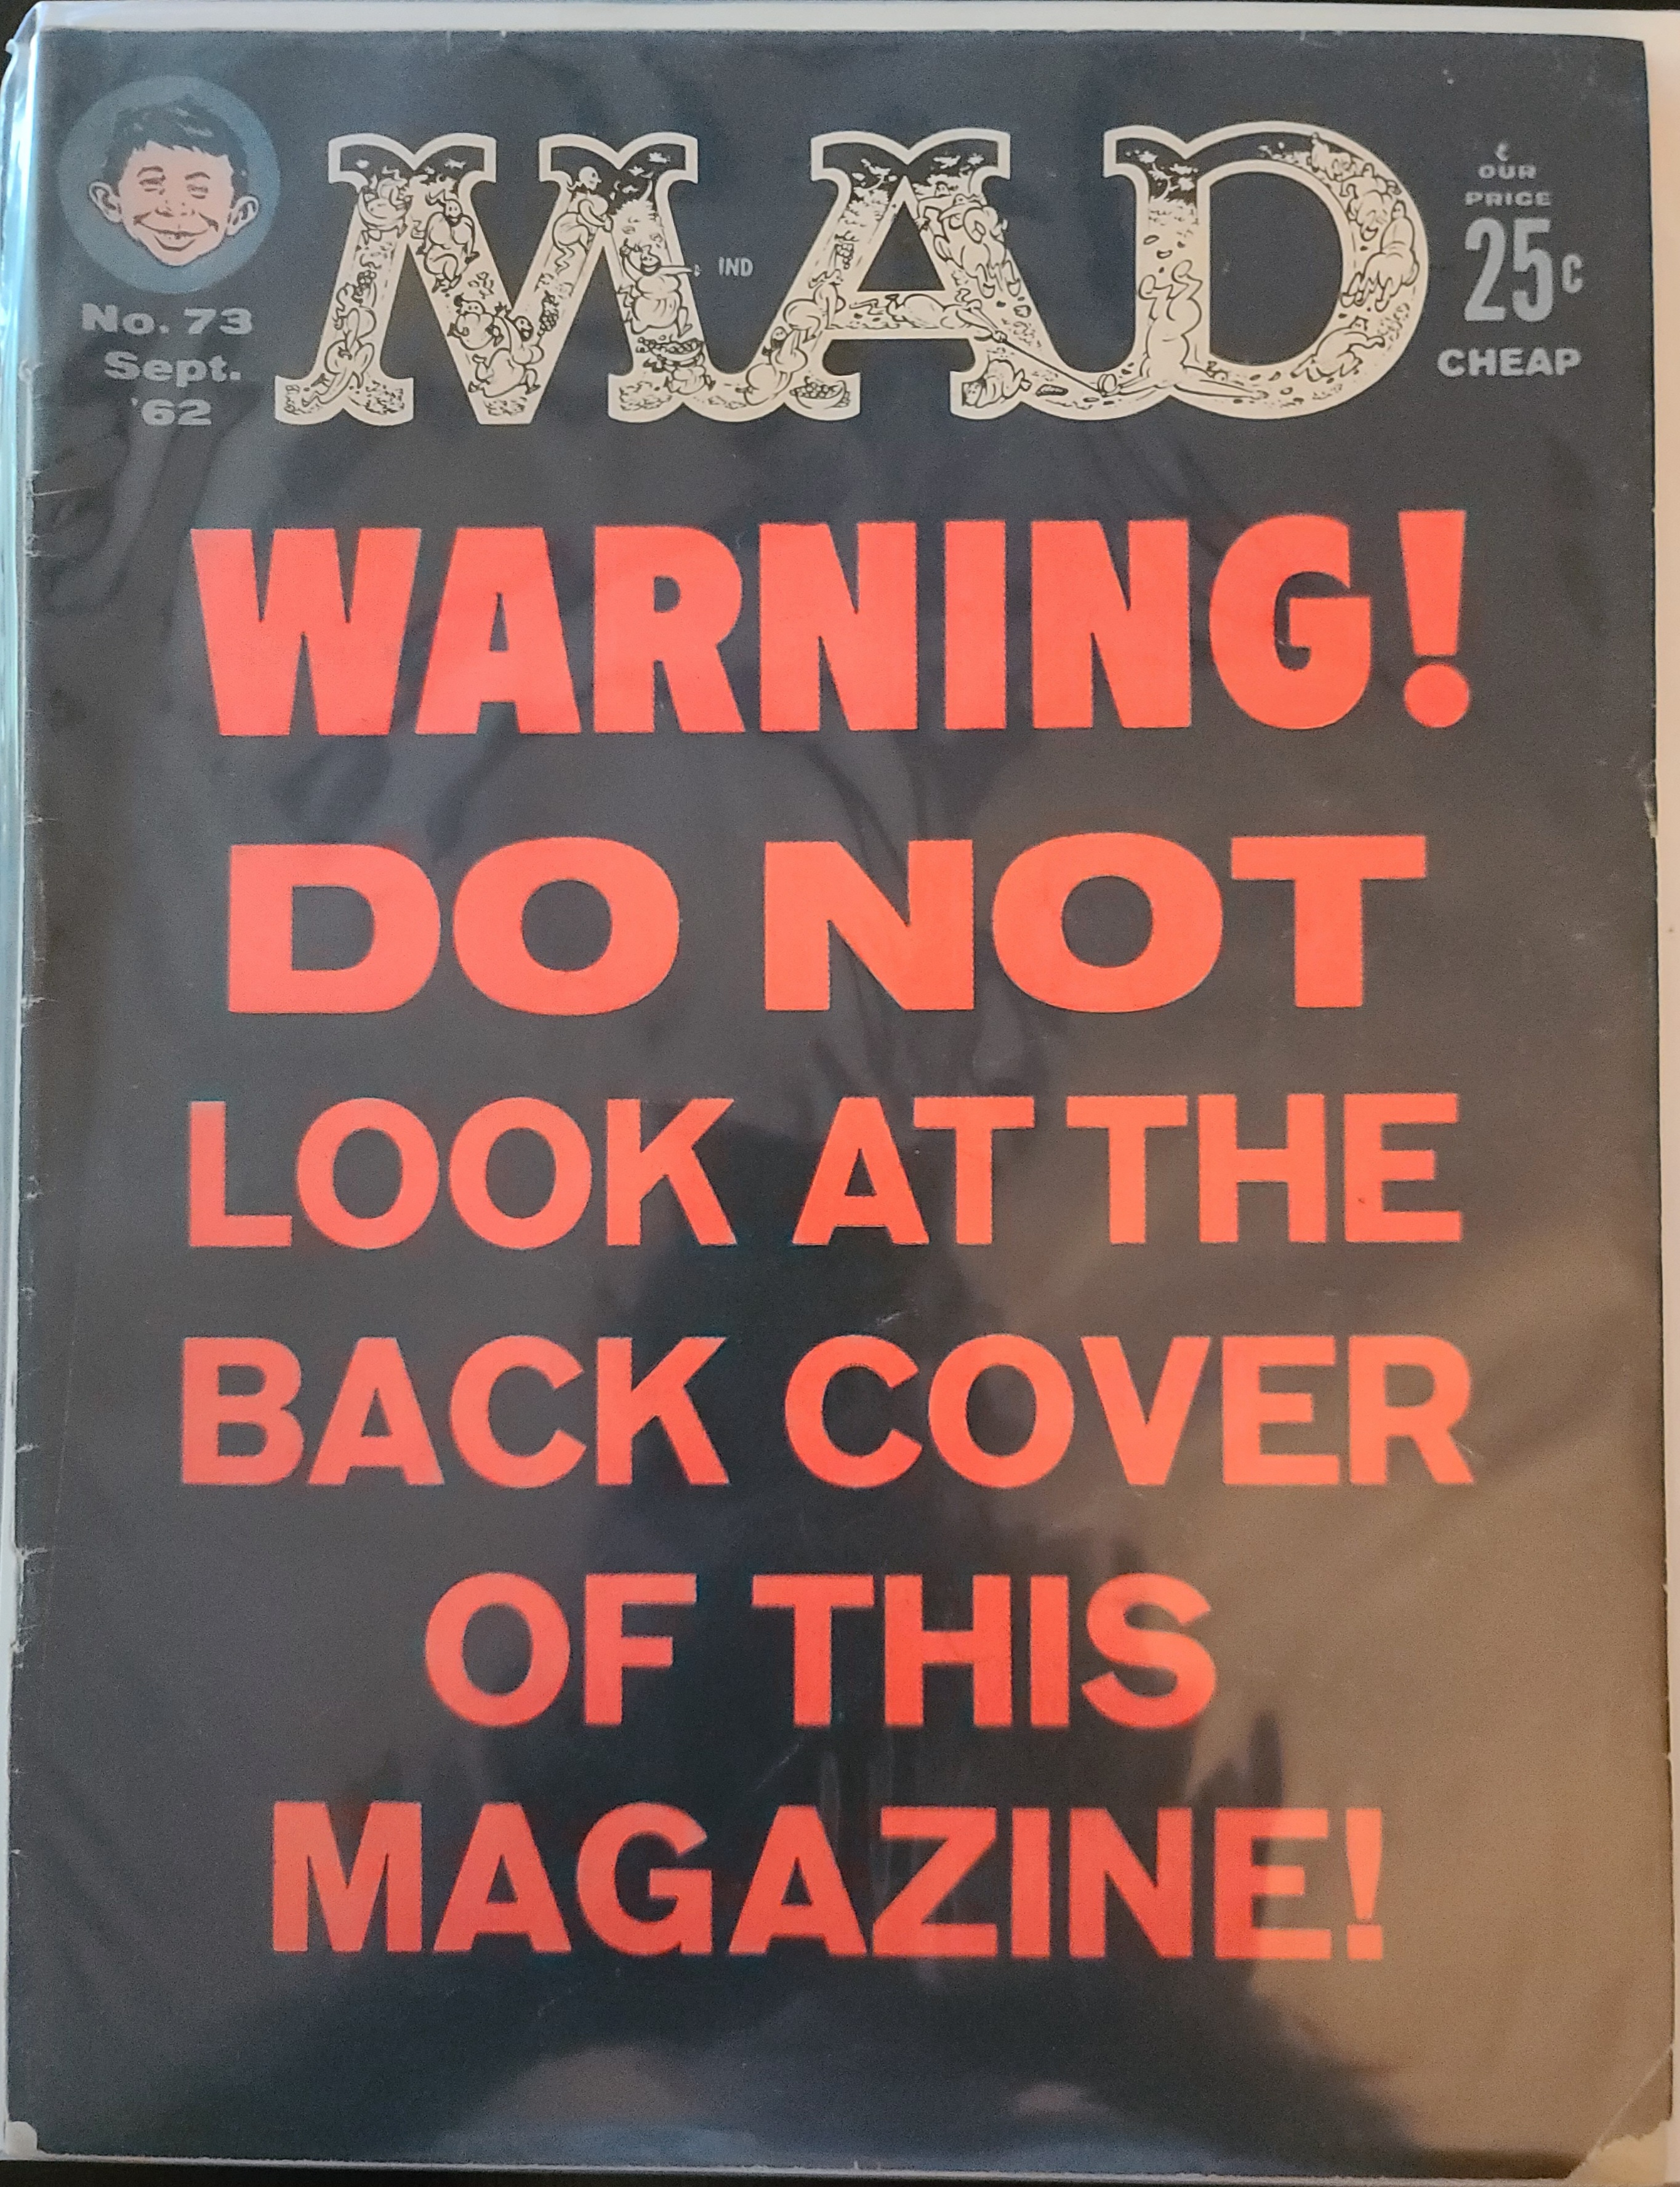 MAD
IND
No. 73
Sept.
'62
OUR
PRICE
25c
CHEAP
WARNING!
DO NOT
LOOK AT THE
BACK COVER
OF THIS
MAGAZINE!